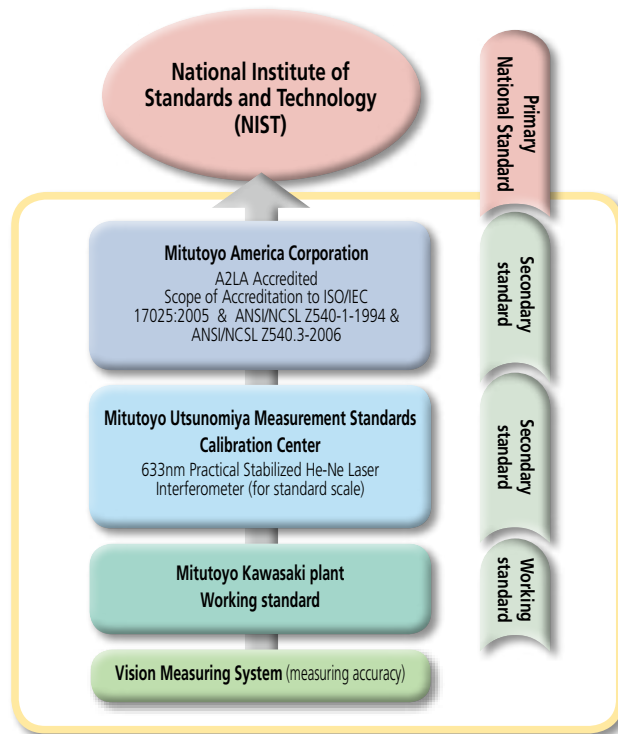 National Institute of
Standards and Technology
(NIST)
Primary
National Standard
Mitutoyo America Corporation
A2LA Accredited
Scope of Accreditation to ISO/IEC
17025:2005 & ANSI/NCSL Z540-1-1994 &
ANSI/NCSL Z540.3-2006
Secondary
standard
Mitutoyo Utsunomiya Measurement Standards
Calibration Center
633nm Practical Stabilized He-Ne Laser
Interferometer (for standard scale)
Secondary
standard
Mitutoyo Kawasaki plant
Working standard
Working
standard
Vision Measuring System (measuring accuracy)